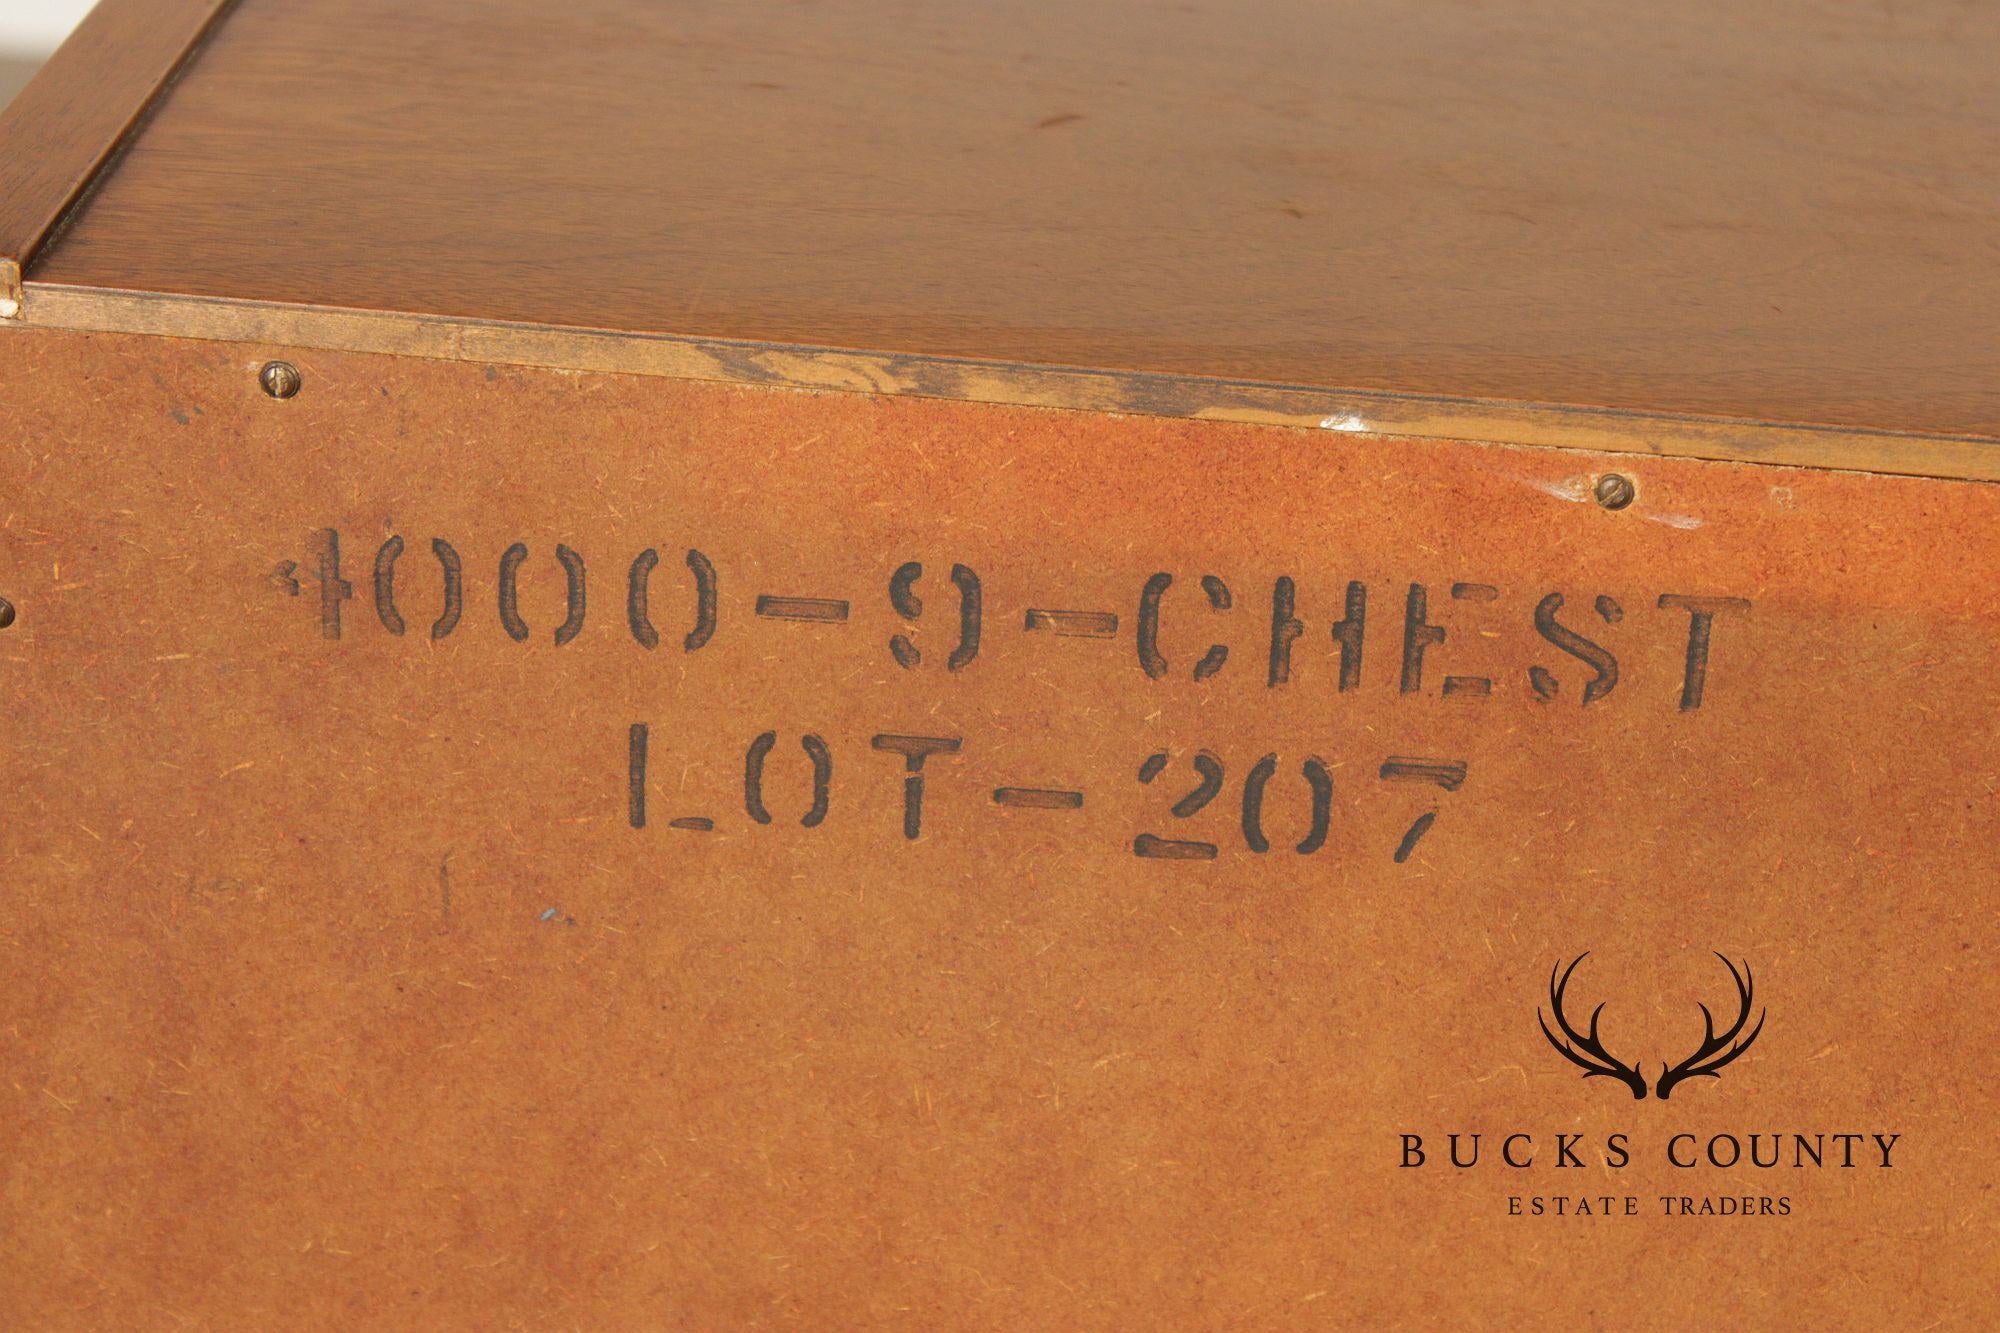 4000-9-CHEST
LOT-207
BUCKS COUNTY
ESTATE TRADERS